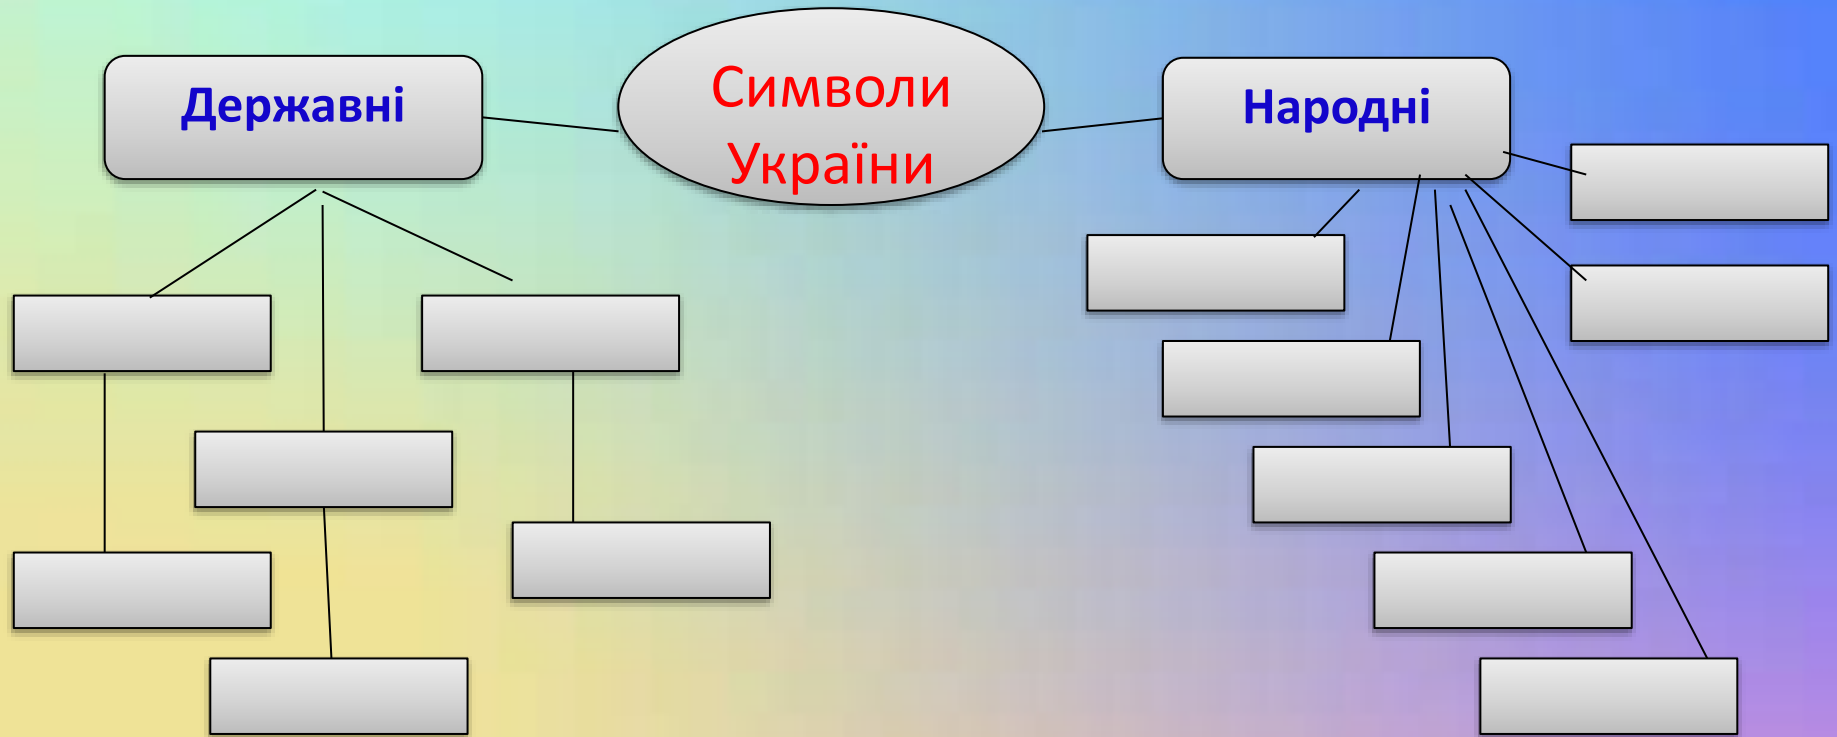 Державні
Символи
України
Народні